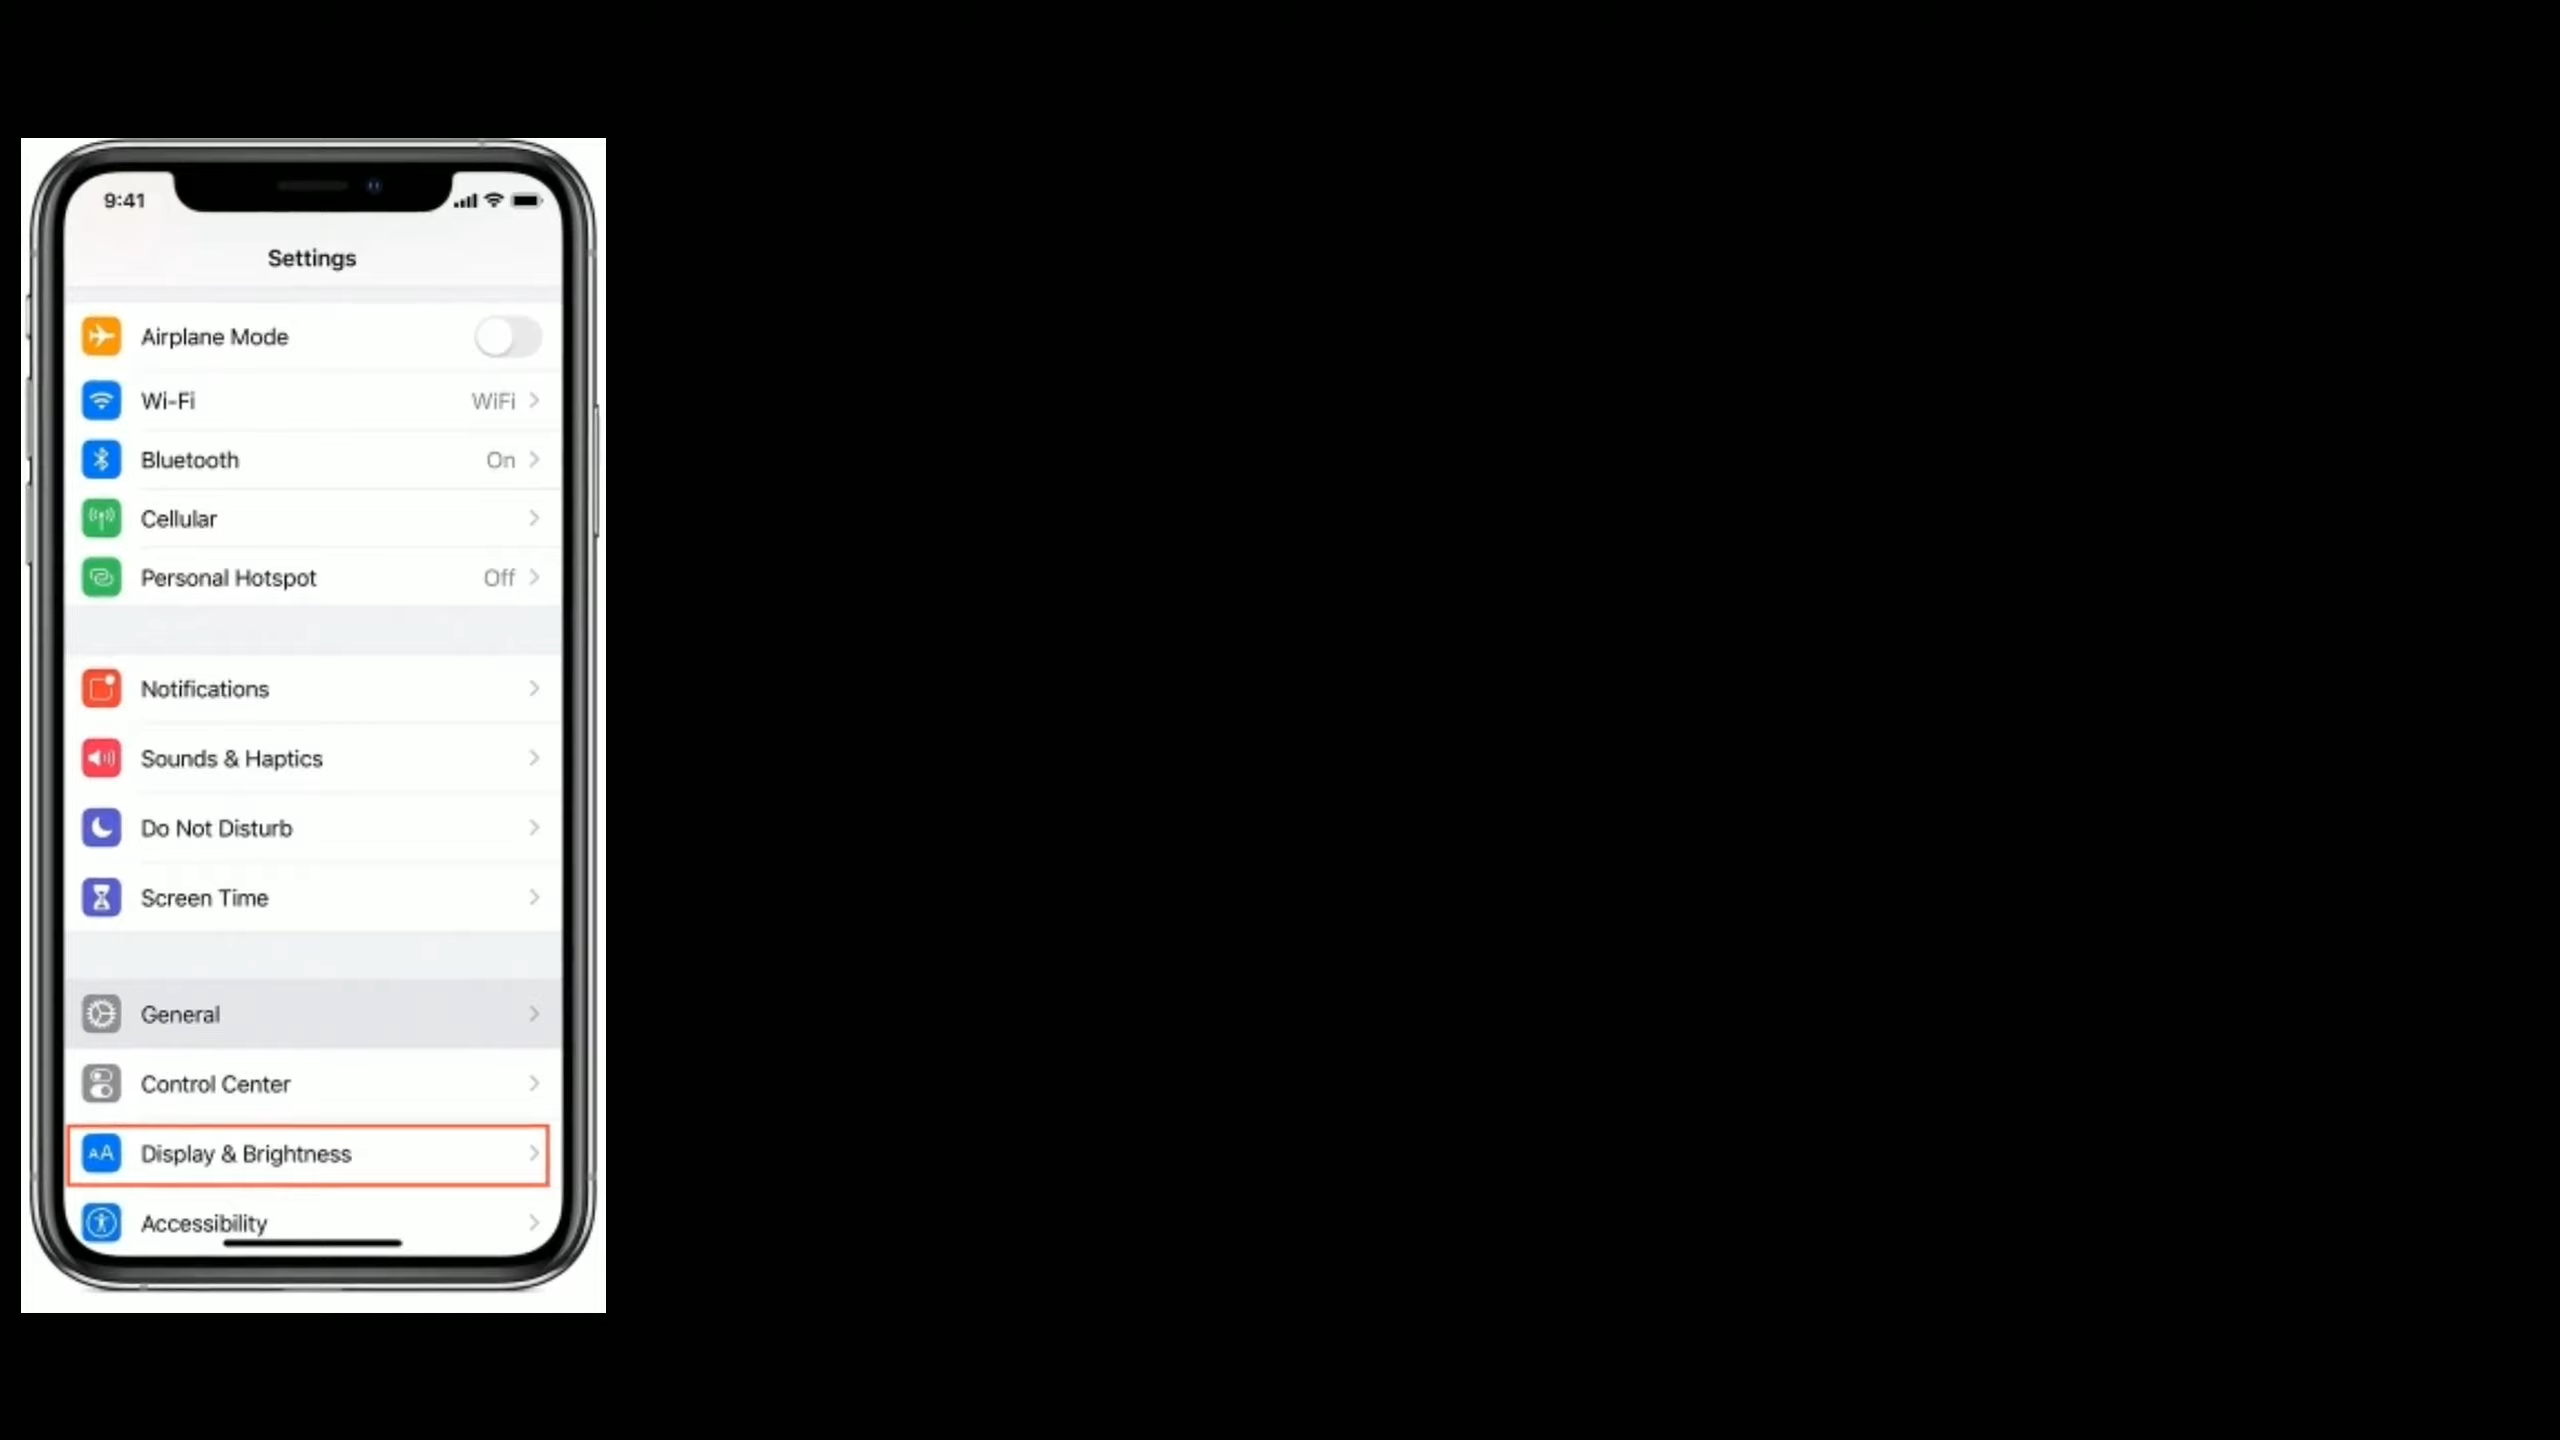 9:41
Settings
Airplane Mode
Wi-Fi WiFi
Bluetooth On
Cellular
Personal Hotspot Off
Notifications
Sounds & Haptics
Do Not Disturb
Screen Time
General
Control Center
AA Display & Brightness
Accessibility